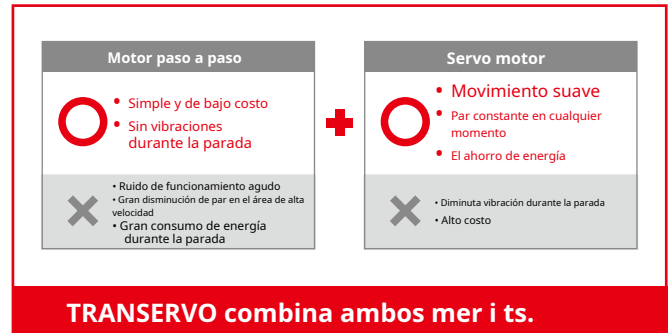 Motor paso a paso
• Simple y de bajo costo
• Sin vibraciones
durante la parada
• Ruido de funcionamiento agudo
• Gran disminución de par en el área de alta
velocidad
• Gran consumo de energía
durante la parada
Servo motor
• Movimiento suave
• Par constante en cualquier
momento
• El ahorro de energía
• Diminuta vibración durante la parada
• Alto costo
TRANSERVO combina ambos mer i ts.